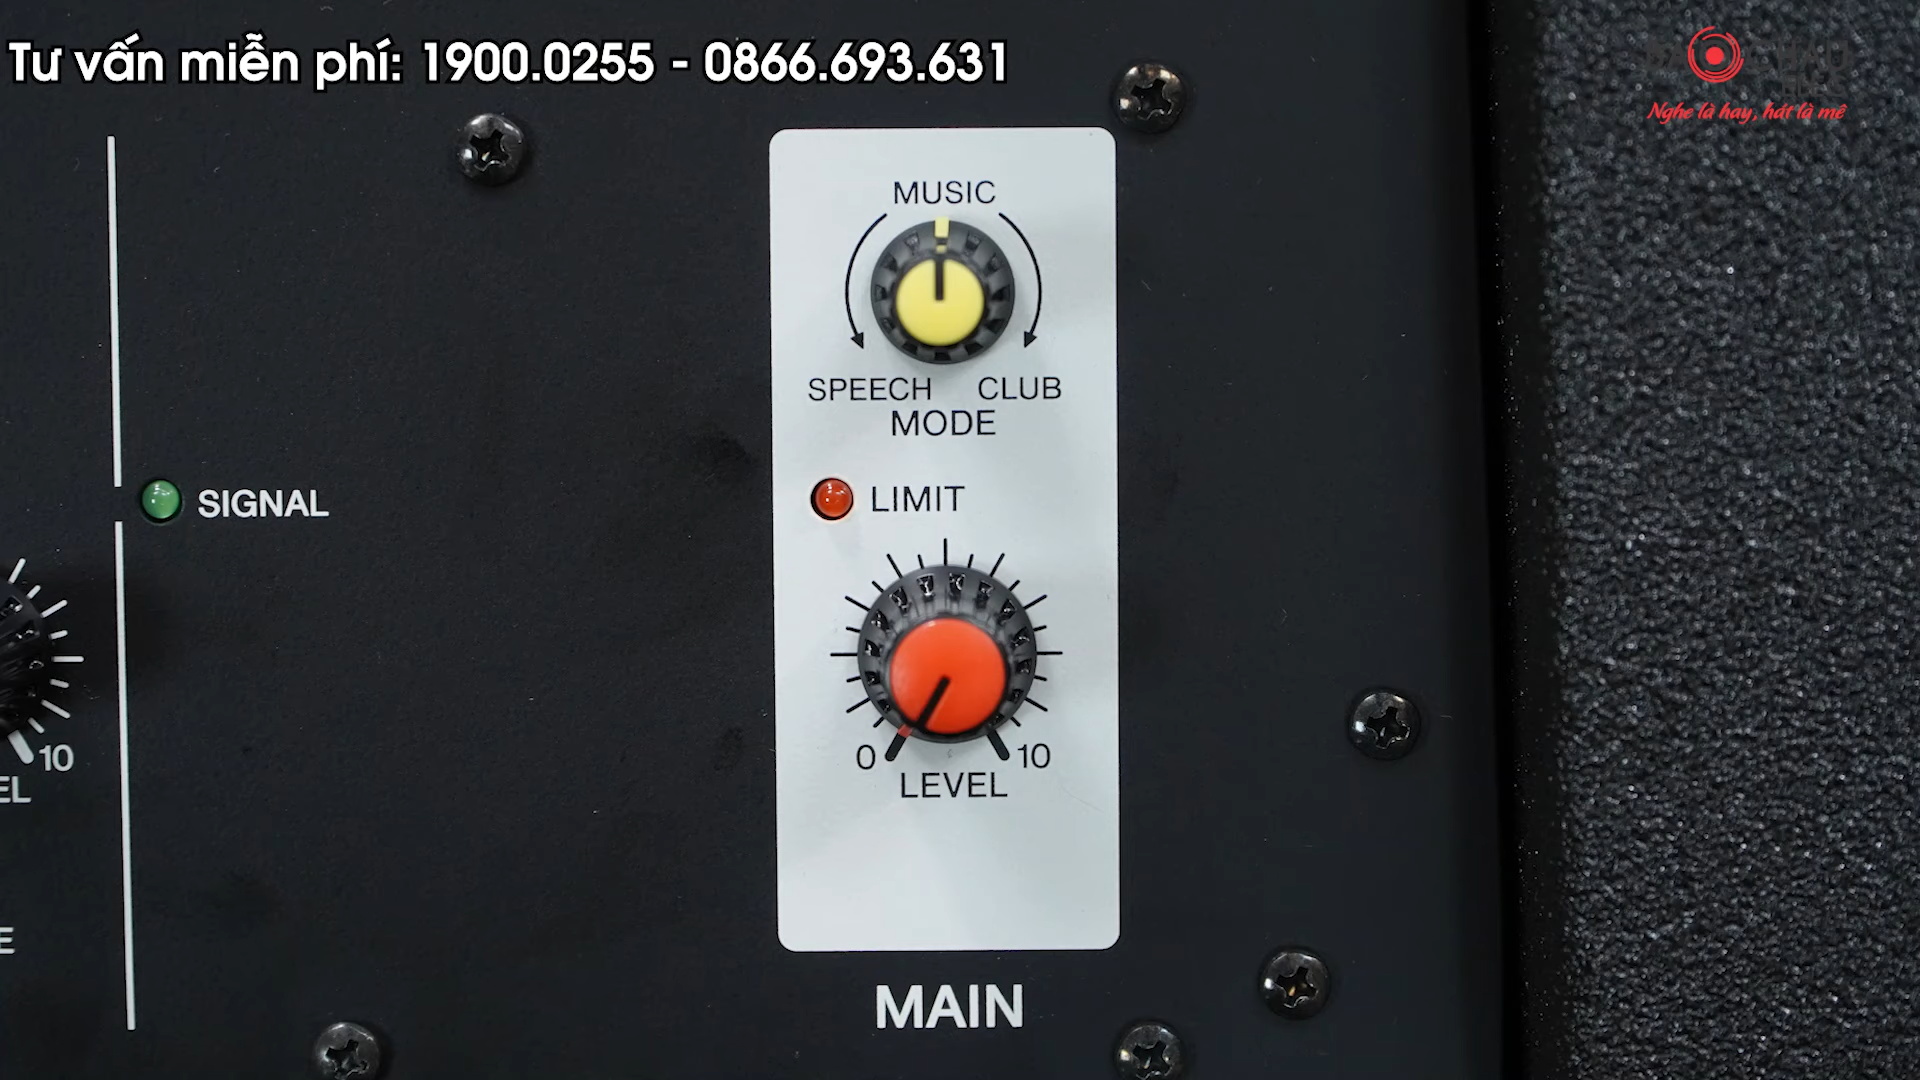 Tư vấn miễn phí: 1900.0255 - 0866.693.631
Nghe là hay, hát là mê
MUSIC
SPEECH CLUB
MODE
SIGNAL
LIMIT
0 10
LEVEL
10
MAIN